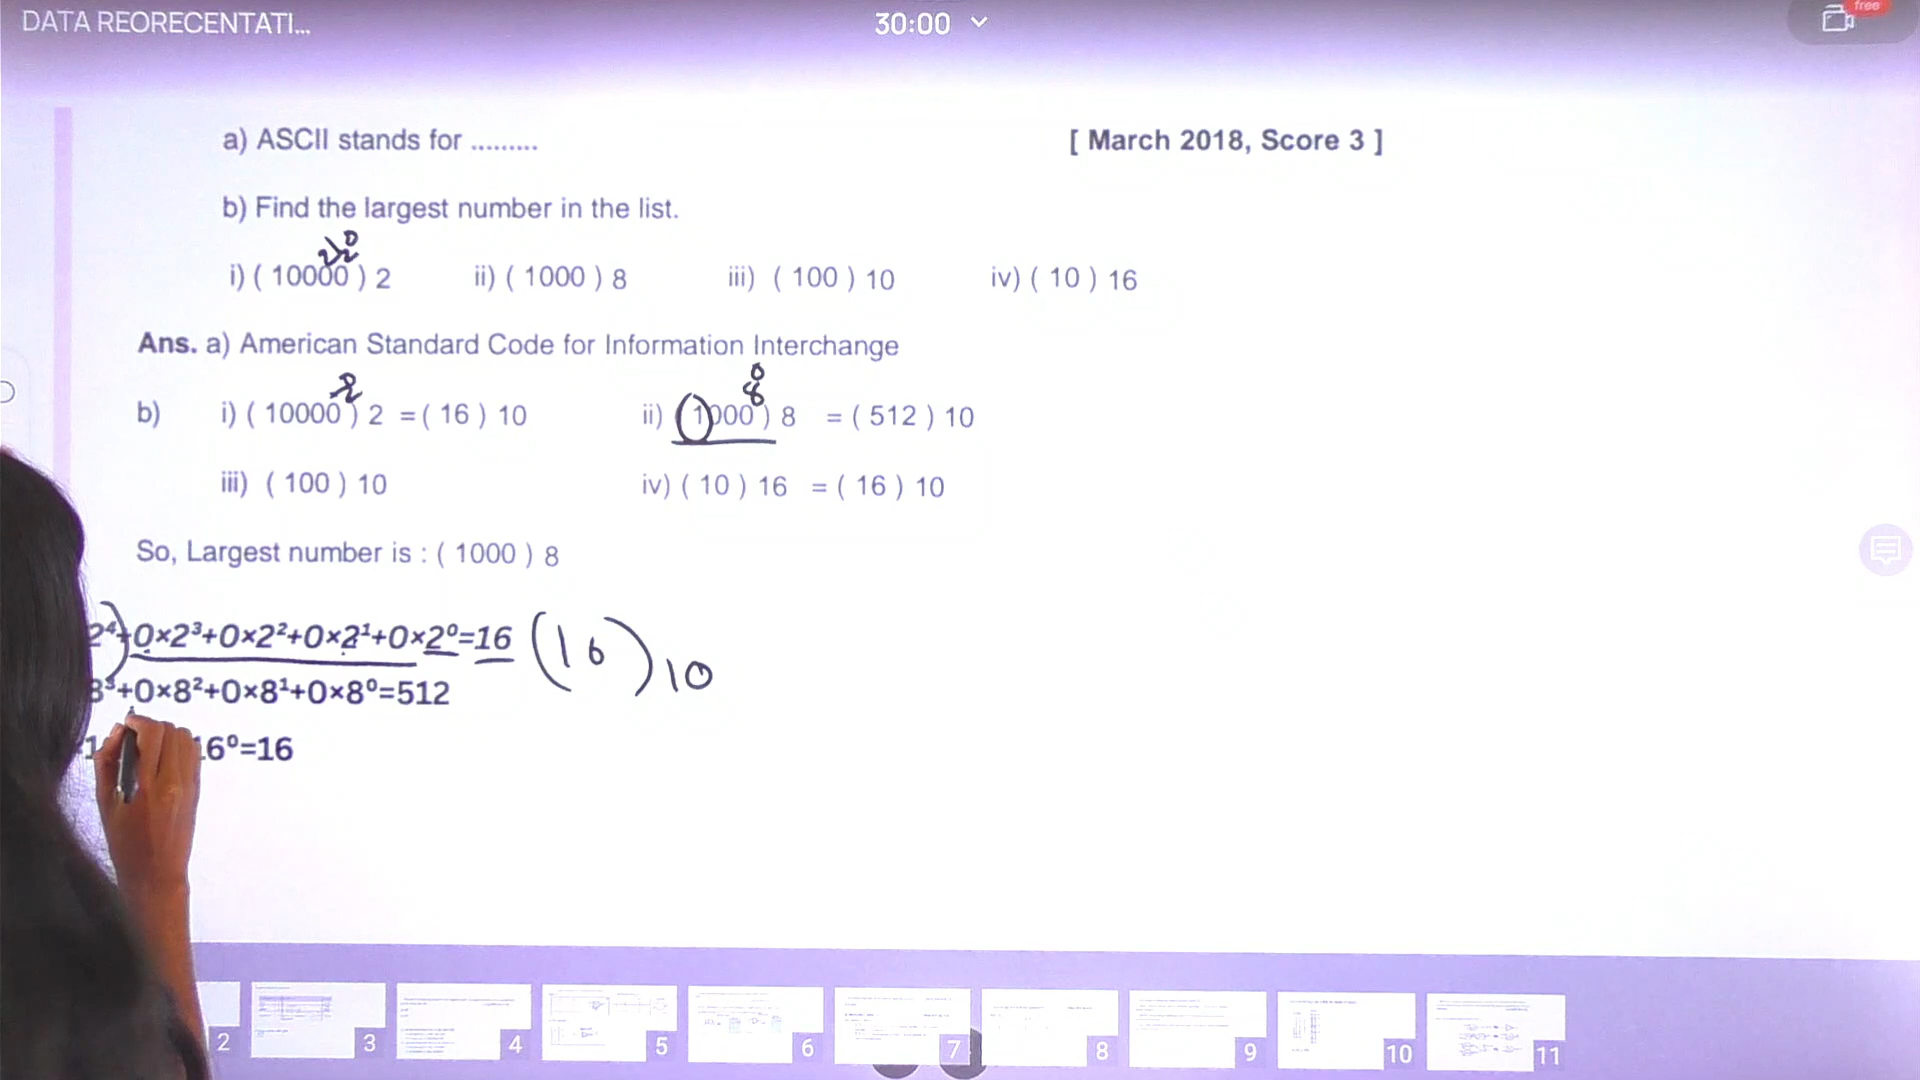 DATA REORECENTATI...
30:00
free
a) ASCII stands for ......... [ March 2018, Score 3 ]
b) Find the largest number in the list.
i) ( 10000 ) 2 ii) ( 1000 ) 8 iii) ( 100 ) 10 iv) ( 10 ) 16
Ans. a) American Standard Code for Information Interchange
b) i) ( 10000 ) 2 = ( 16 ) 10 ii) ( 1000 ) 8 = ( 512 ) 10
iii) ( 100 ) 10 iv) ( 10 ) 16 = ( 16 ) 10
So, Largest number is : ( 1000 ) 8
2⁴+0×2³+0×2²+0×2¹+0×2⁰=16 (16)10
8³+0×8²+0×8¹+0×8⁰=512
16⁰=16
2 3 4 5 6 7 8 9 10 11